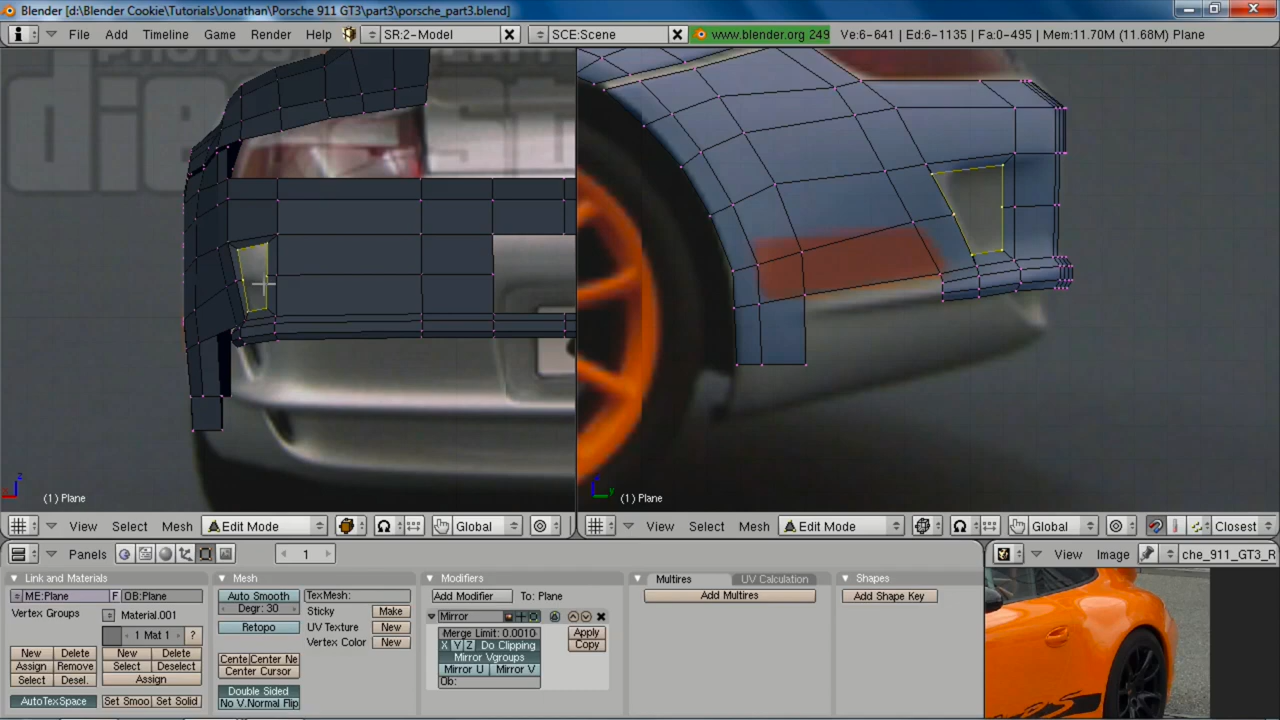 Blender [d:\Blender Cookie\Tutorials\Jonathan\Porsche 911 GT3\part3\porsche_part3.blend]
File Add Timeline Game Render Help SR:2-Model SCE:Scene www.blender.org 249 Ve:6-641 | Ed:6-1135 | Fa:0-495 | Mem:11.70M (11.68M) Plane
die
z
x
(1) Plane
y
(1) Plane
View Select Mesh Edit Mode Global
View Select Mesh Edit Mode Global Closest
Panels 1
View Image che_911_GT3_R
Link and Materials
ME:Plane F OB:Plane
Vertex Groups
Material.001
1 Mat 1 ?
New Delete New Delete
Assign Remove Select Deselect
Select Desel. Assign
AutoTexSpace Set Smoo Set Solid
Mesh
Auto Smooth TexMesh:
Degr: 30 Sticky Make
Retopo UV Texture New
Vertex Color New
Cente Center Ne
Center Cursor
Double Sided
No V.Normal Flip
Modifiers
Add Modifier To: Plane
Mirror
Merge Limit: 0.0010 Apply
X Y Z Do Clipping Copy
Mirror Vgroups
Mirror U Mirror V
Ob:
Multires UV Calculation
Add Multires
Shapes
Add Shape Key